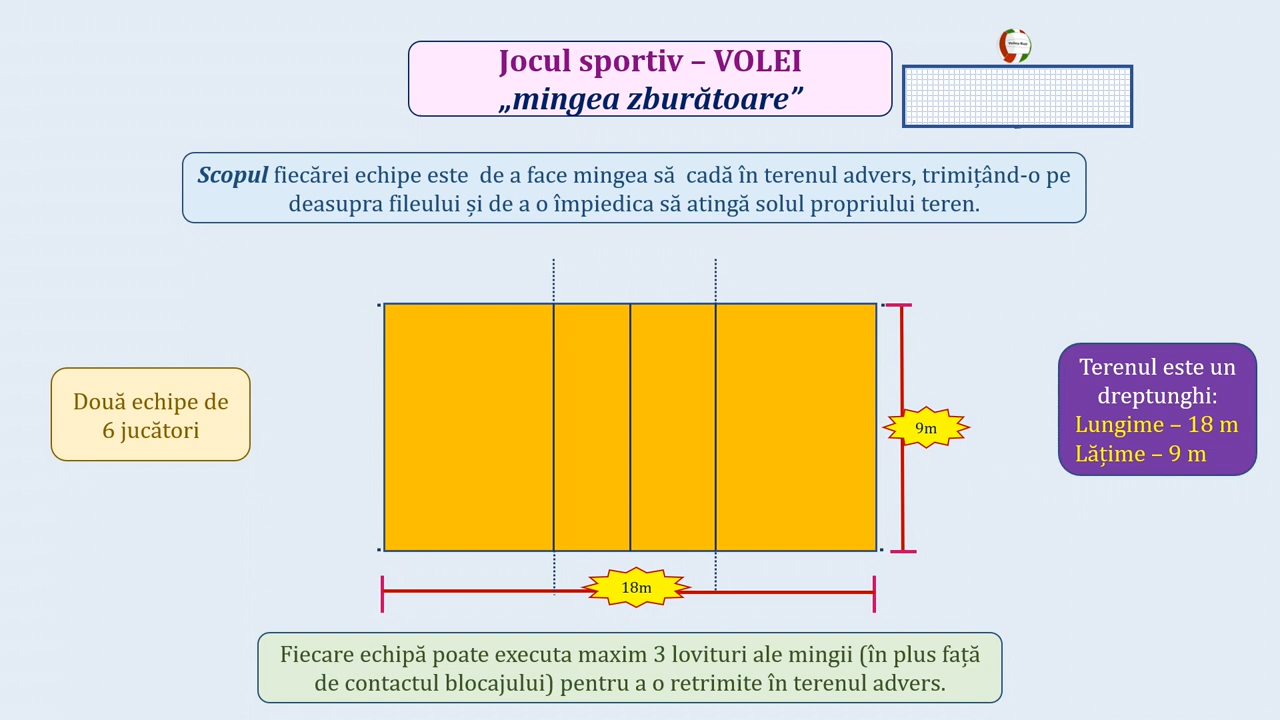 Jocul sportiv – VOLEI
„mingea zburătoare”
Scopul fiecărei echipe este de a face mingea să cadă în terenul advers, trimițând-o pe
deasupra fileului și de a o împiedica să atingă solul propriului teren.
Două echipe de
6 jucători
9m
Terenul este un
dreptunghi:
Lungime – 18 m
Lățime – 9 m
18m
Fiecare echipă poate executa maxim 3 lovituri ale mingii (în plus față
de contactul blocajului) pentru a o retrimite în terenul advers.